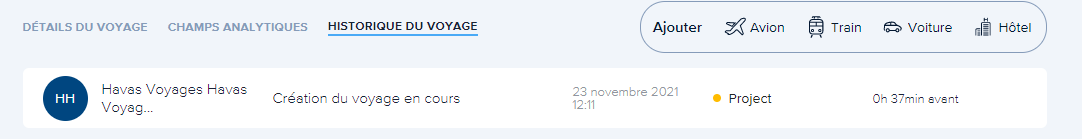 DÉTAILS DU VOYAGE CHAMPS ANALYTIQUES HISTORIQUE DU VOYAGE Ajouter Avion Train Voiture Hôtel
HH Havas Voyages Havas Voyag... Création du voyage en cours 23 novembre 2021 12:11 Project 0h 37min avant